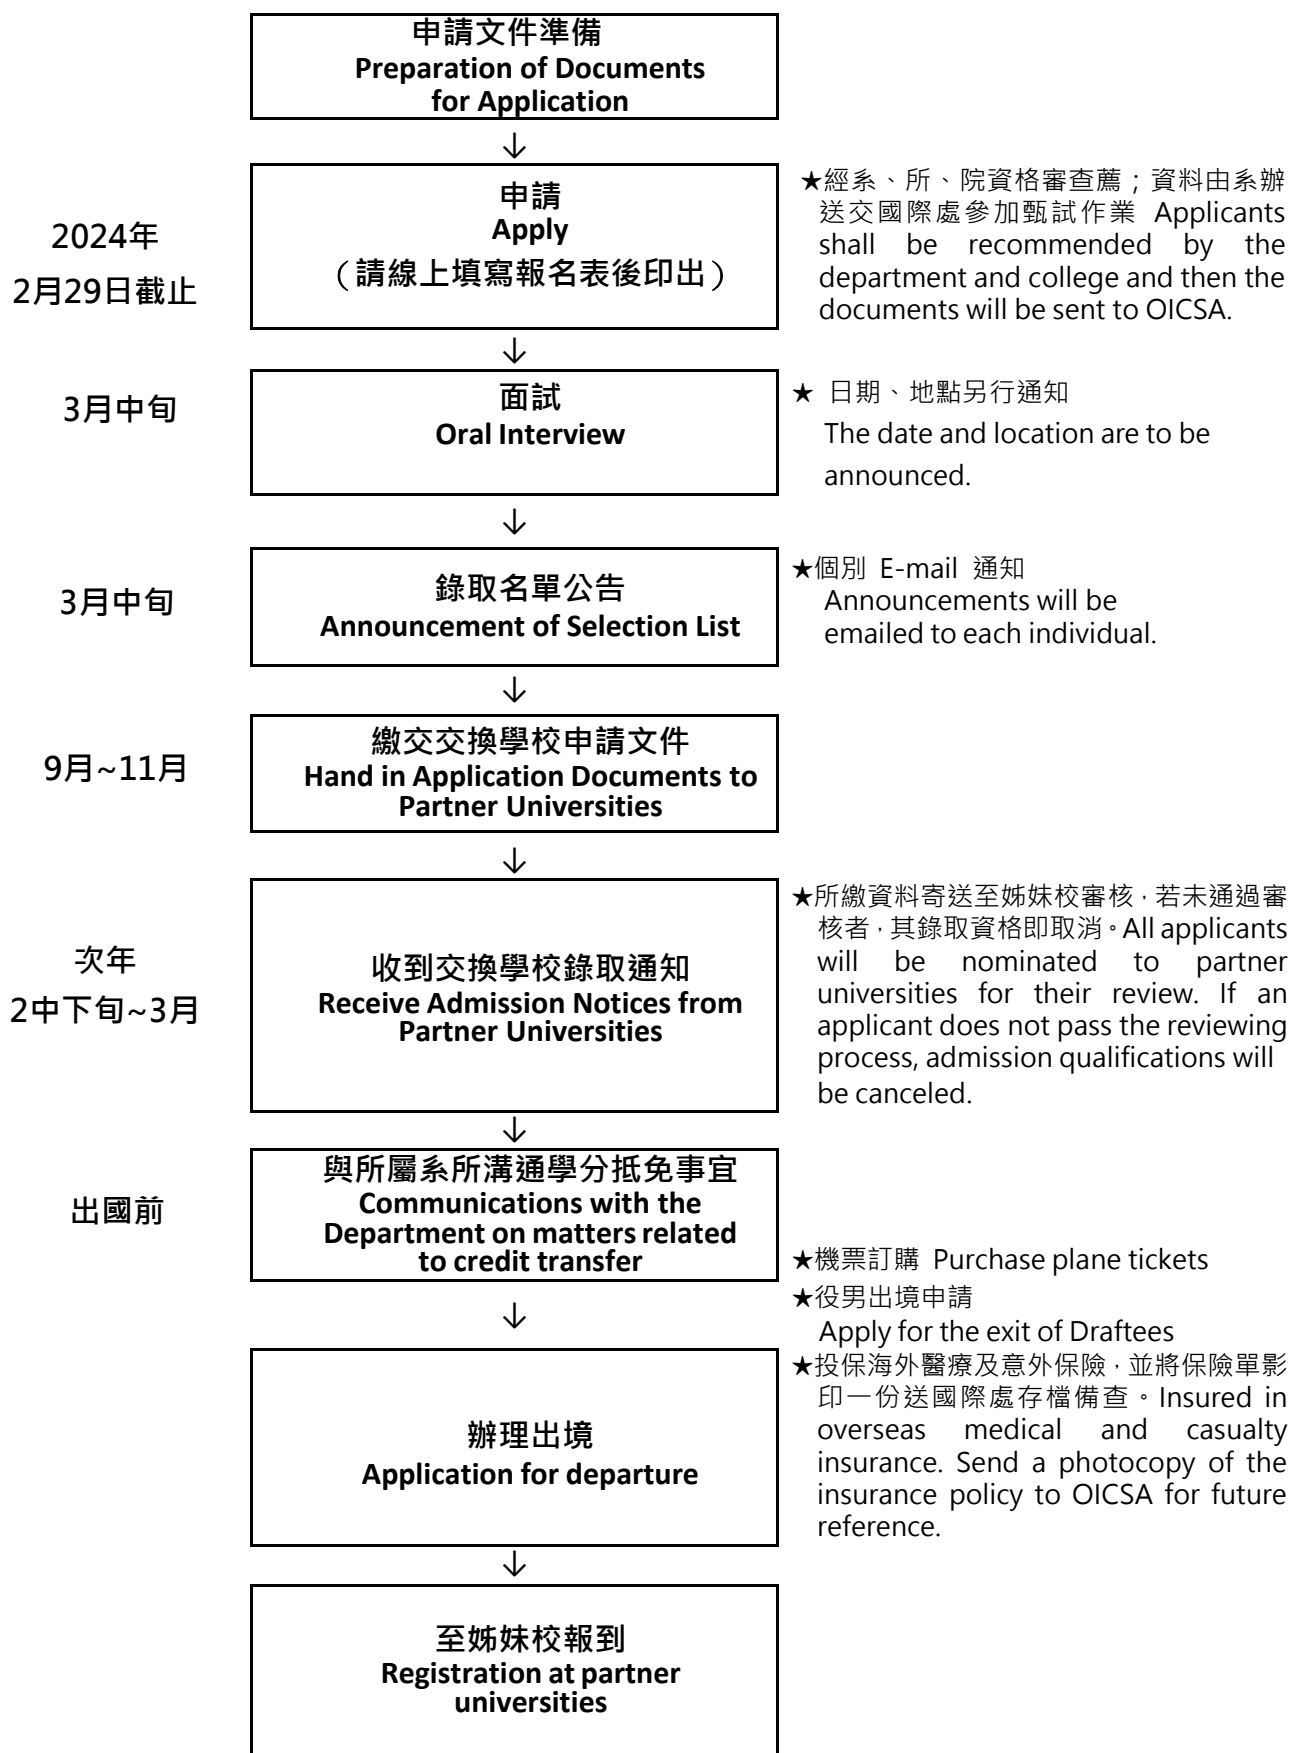 申請文件準備
Preparation of Documents
for Application
↓
2024年
2月29日截止
申請
Apply
（請線上填寫報名表後印出）
★經系、所、院資格審查薦；資料由系辦
送交國際處參加甄試作業 Applicants
shall be recommended by the
department and college and then the
documents will be sent to OICSA.
↓
3月中旬
面試
Oral Interview
★ 日期、地點另行通知
The date and location are to be
announced.
↓
3月中旬
錄取名單公告
Announcement of Selection List
★個別 E-mail 通知
Announcements will be
emailed to each individual.
↓
9月~11月
繳交交換學校申請文件
Hand in Application Documents to
Partner Universities
↓
次年
2中下旬~3月
收到交換學校錄取通知
Receive Admission Notices from
Partner Universities
★所繳資料寄送至姊妹校審核，若未通過審
核者，其錄取資格即取消。All applicants
will be nominated to partner
universities for their review. If an
applicant does not pass the reviewing
process, admission qualifications will
be canceled.
↓
出國前
與所屬系所溝通學分抵免事宜
Communications with the
Department on matters related
to credit transfer
↓
辦理出境
Application for departure
★機票訂購 Purchase plane tickets
★役男出境申請
Apply for the exit of Draftees
★投保海外醫療及意外保險，並將保險單影
印一份送國際處存檔備查。Insured in
overseas medical and casualty
insurance. Send a photocopy of the
insurance policy to OICSA for future
reference.
↓
至姊妹校報到
Registration at partner
universities